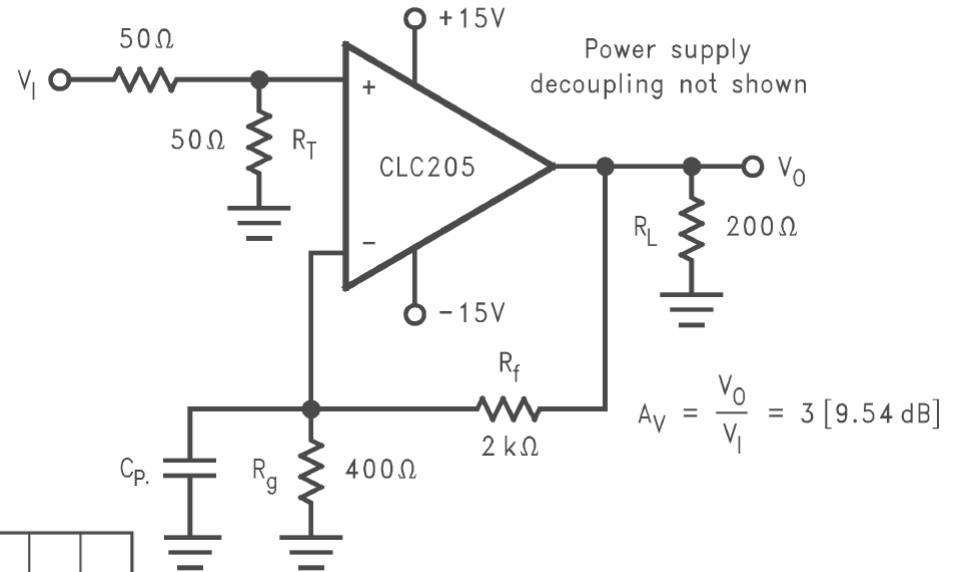 50Ω
+15V
Power supply
decoupling not shown
V_I
+
50Ω R_T
CLC205
V_O
R_L 200Ω
−
−15V
R_f
2 kΩ
A_V = V_O / V_I = 3 [9.54 dB]
C_P.
R_g 400Ω